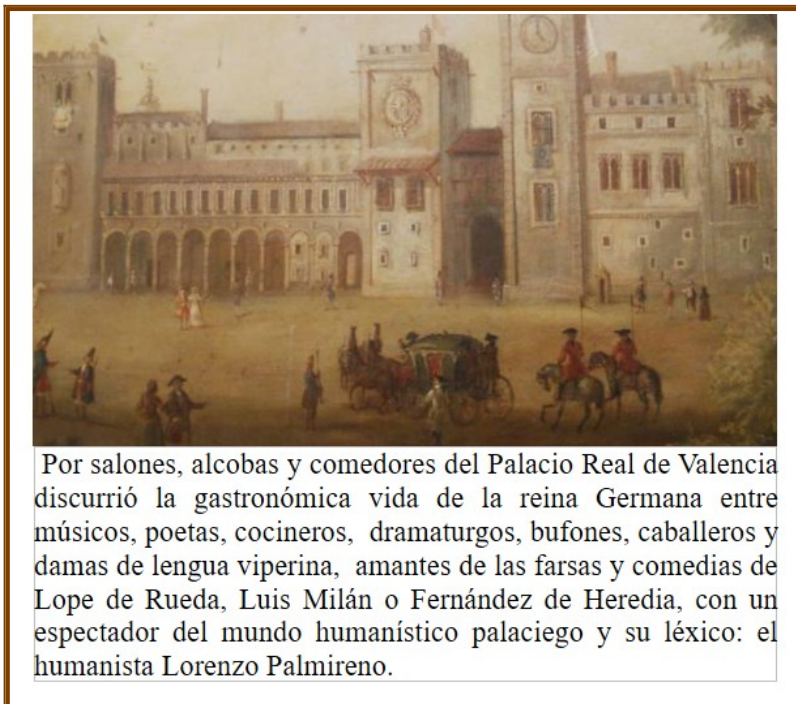 Por salones, alcobas y comedores del Palacio Real de Valencia
discurrió la gastronómica vida de la reina Germana entre
músicos, poetas, cocineros, dramaturgos, bufones, caballeros y
damas de lengua viperina, amantes de las farsas y comedias de
Lope de Rueda, Luis Milán o Fernández de Heredia, con un
espectador del mundo humanístico palaciego y su léxico: el
humanista Lorenzo Palmireno.